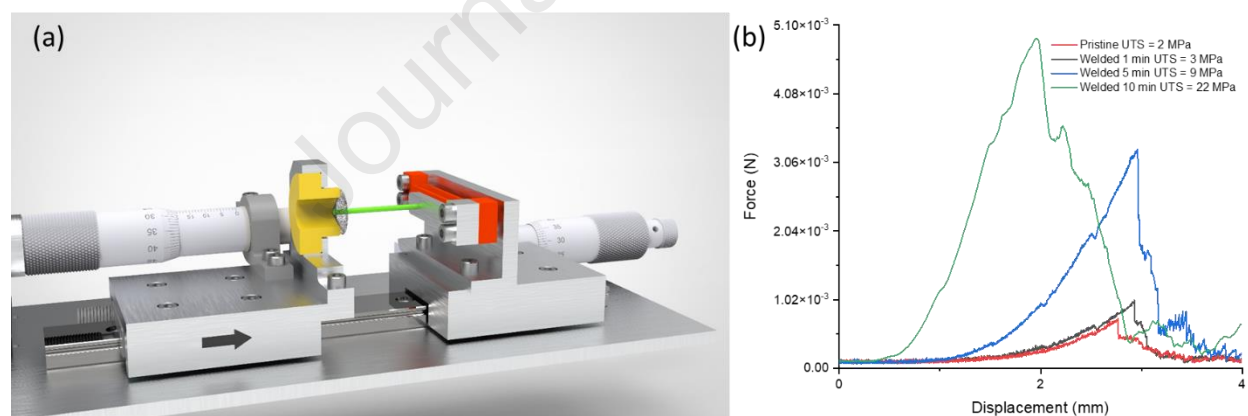 (a)
Journal
(b)
5.10×10⁻³
4.08×10⁻³
3.06×10⁻³
2.04×10⁻³
1.02×10⁻³
0.00
Force (N)
Pristine UTS = 2 MPa
Welded 1 min UTS = 3 MPa
Welded 5 min UTS = 9 MPa
Welded 10 min UTS = 22 MPa
0
2
4
Displacement (mm)